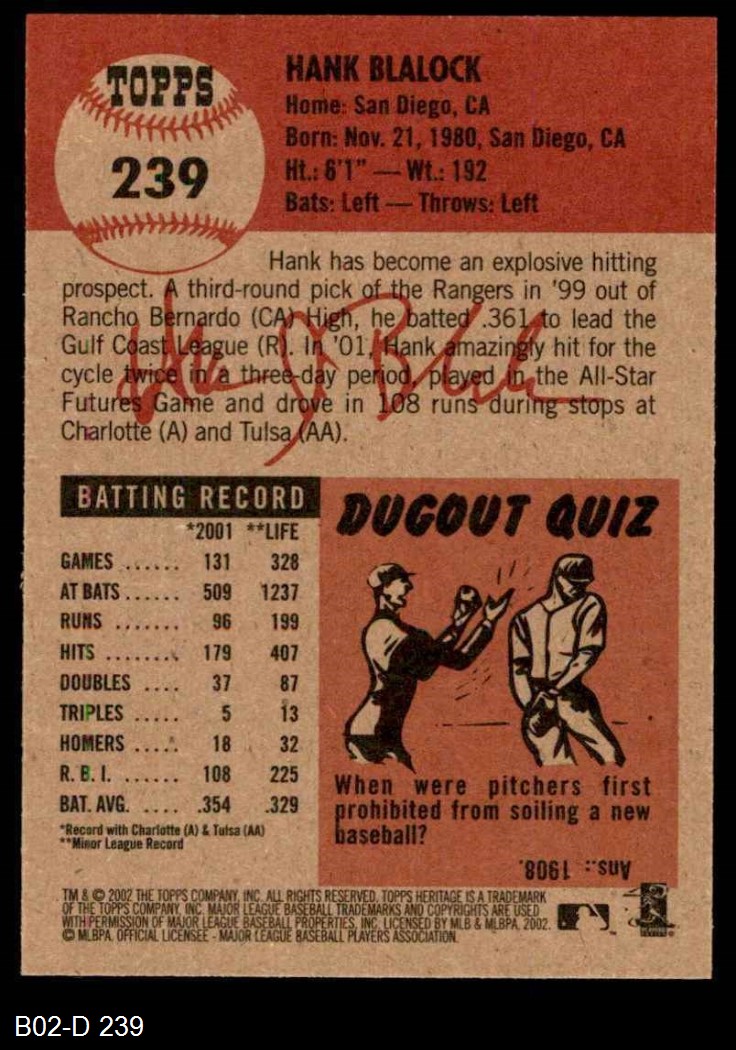 TOPPS
239
HANK BLALOCK
Home: San Diego, CA
Born: Nov. 21, 1980, San Diego, CA
Ht.: 6'1" — Wt.: 192
Bats: Left — Throws: Left
Hank has become an explosive hitting
prospect. A third-round pick of the Rangers in '99 out of
Rancho Bernardo (CA) High, he batted .361 to lead the
Gulf Coast League (R). In '01, Hank amazingly hit for the
cycle twice in a three-day period, played in the All-Star
Futures Game and drove in 108 runs during stops at
Charlotte (A) and Tulsa (AA).
BATTING RECORD
*2001 **LIFE
GAMES ...... 131 328
AT BATS ...... 509 1237
RUNS ....... 96 199
HITS ........ 179 407
DOUBLES .... 37 87
TRIPLES ..... 5 13
HOMERS ..... 18 32
R. B. I. ...... 108 225
BAT. AVG. .... .354 .329
*Record with Charlotte (A) & Tulsa (AA)
**Minor League Record
DUGOUT QUIZ
When were pitchers first
prohibited from soiling a new
baseball?
Ans.: 1908.
TM & © 2002 THE TOPPS COMPANY, INC. ALL RIGHTS RESERVED. TOPPS HERITAGE IS A TRADEMARK
OF THE TOPPS COMPANY, INC. MAJOR LEAGUE BASEBALL TRADEMARKS AND COPYRIGHTS ARE USED
WITH PERMISSION OF MAJOR LEAGUE BASEBALL PROPERTIES, INC. LICENSED BY MLB & MLBPA, 2002.
© MLBPA. OFFICIAL LICENSEE - MAJOR LEAGUE BASEBALL PLAYERS ASSOCIATION.
B02-D 239